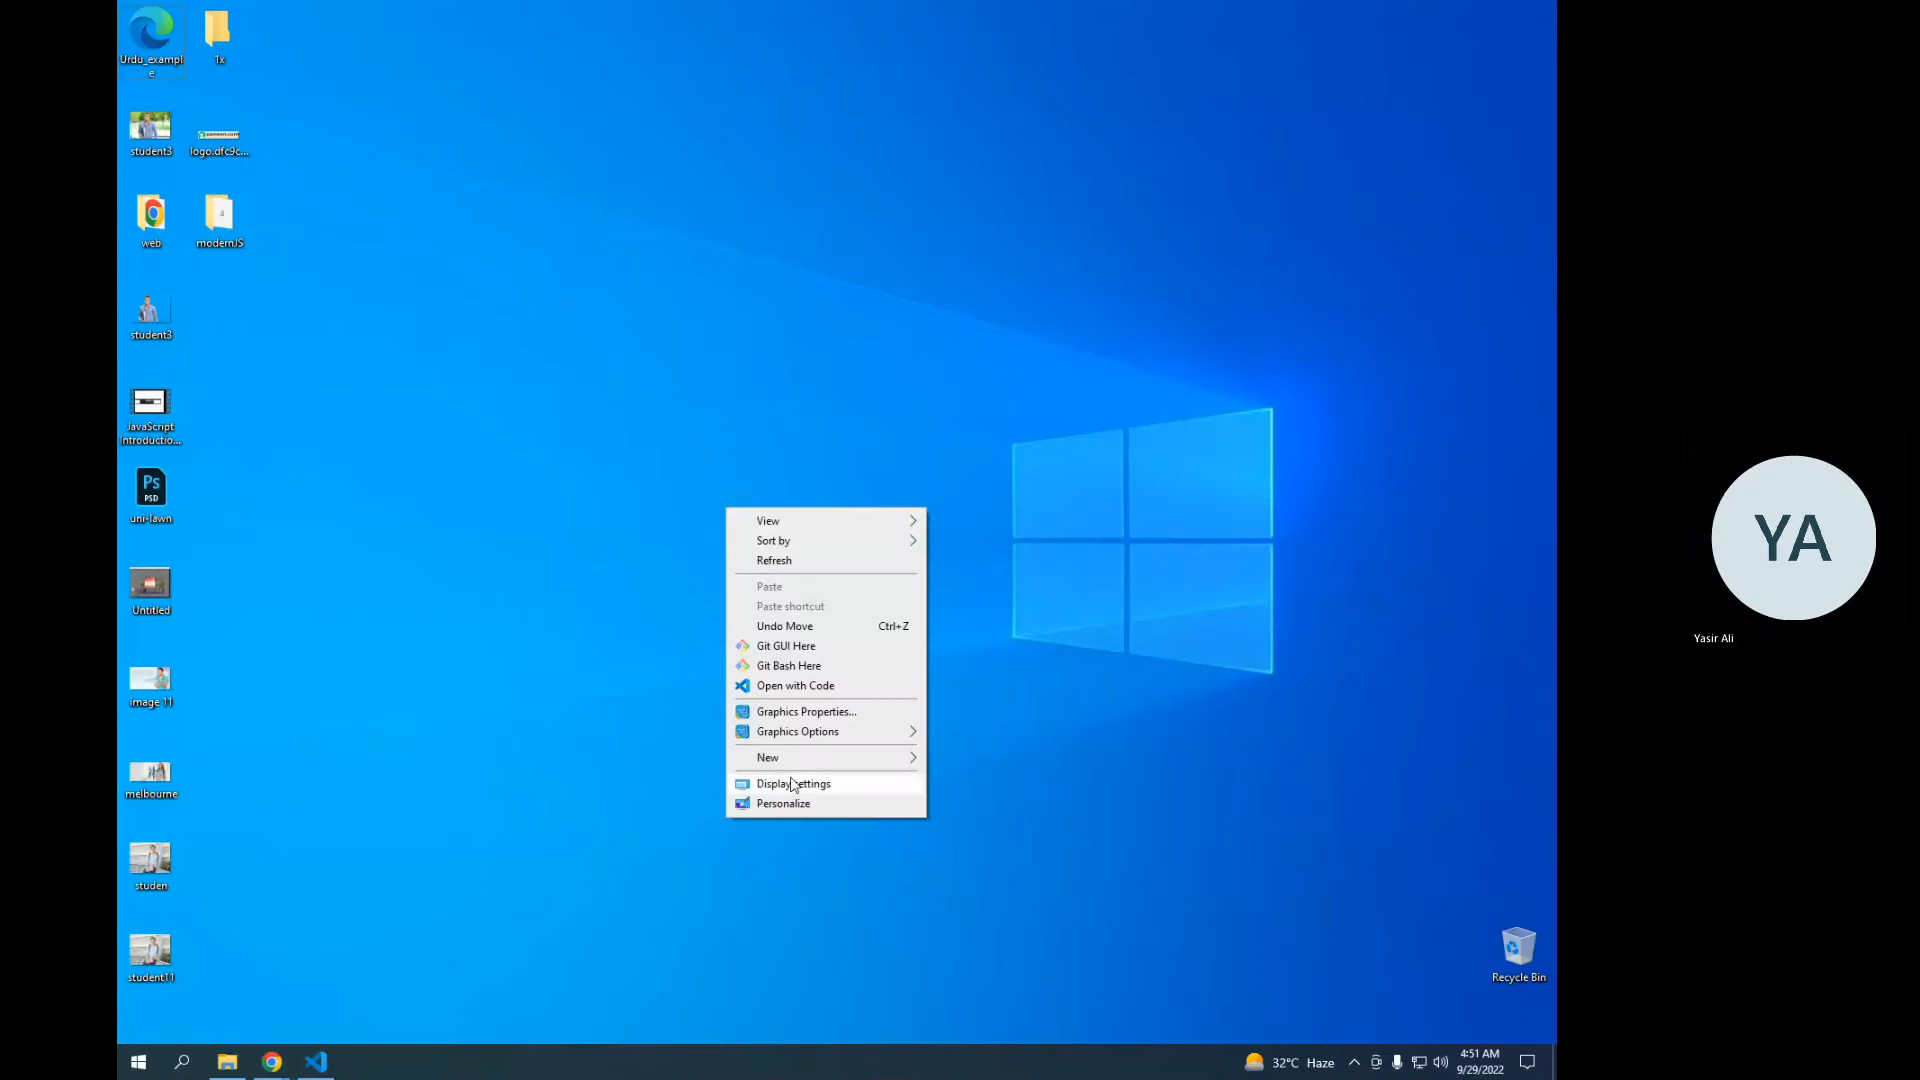 Urdu_exampl
e
1x
student3
logo.dfc9c...
web
modernJS
student3
JavaScript
Introductio...
Ps
PSD
uni-lawn
Untitled
image 11
melbourne
studen
student11
View
Sort by
Refresh
Paste
Paste shortcut
Undo Move Ctrl+Z
Git GUI Here
Git Bash Here
Open with Code
Graphics Properties...
Graphics Options
New
Display settings
Personalize
Recycle Bin
YA
Yasir Ali
32°C Haze
4:51 AM
9/29/2022